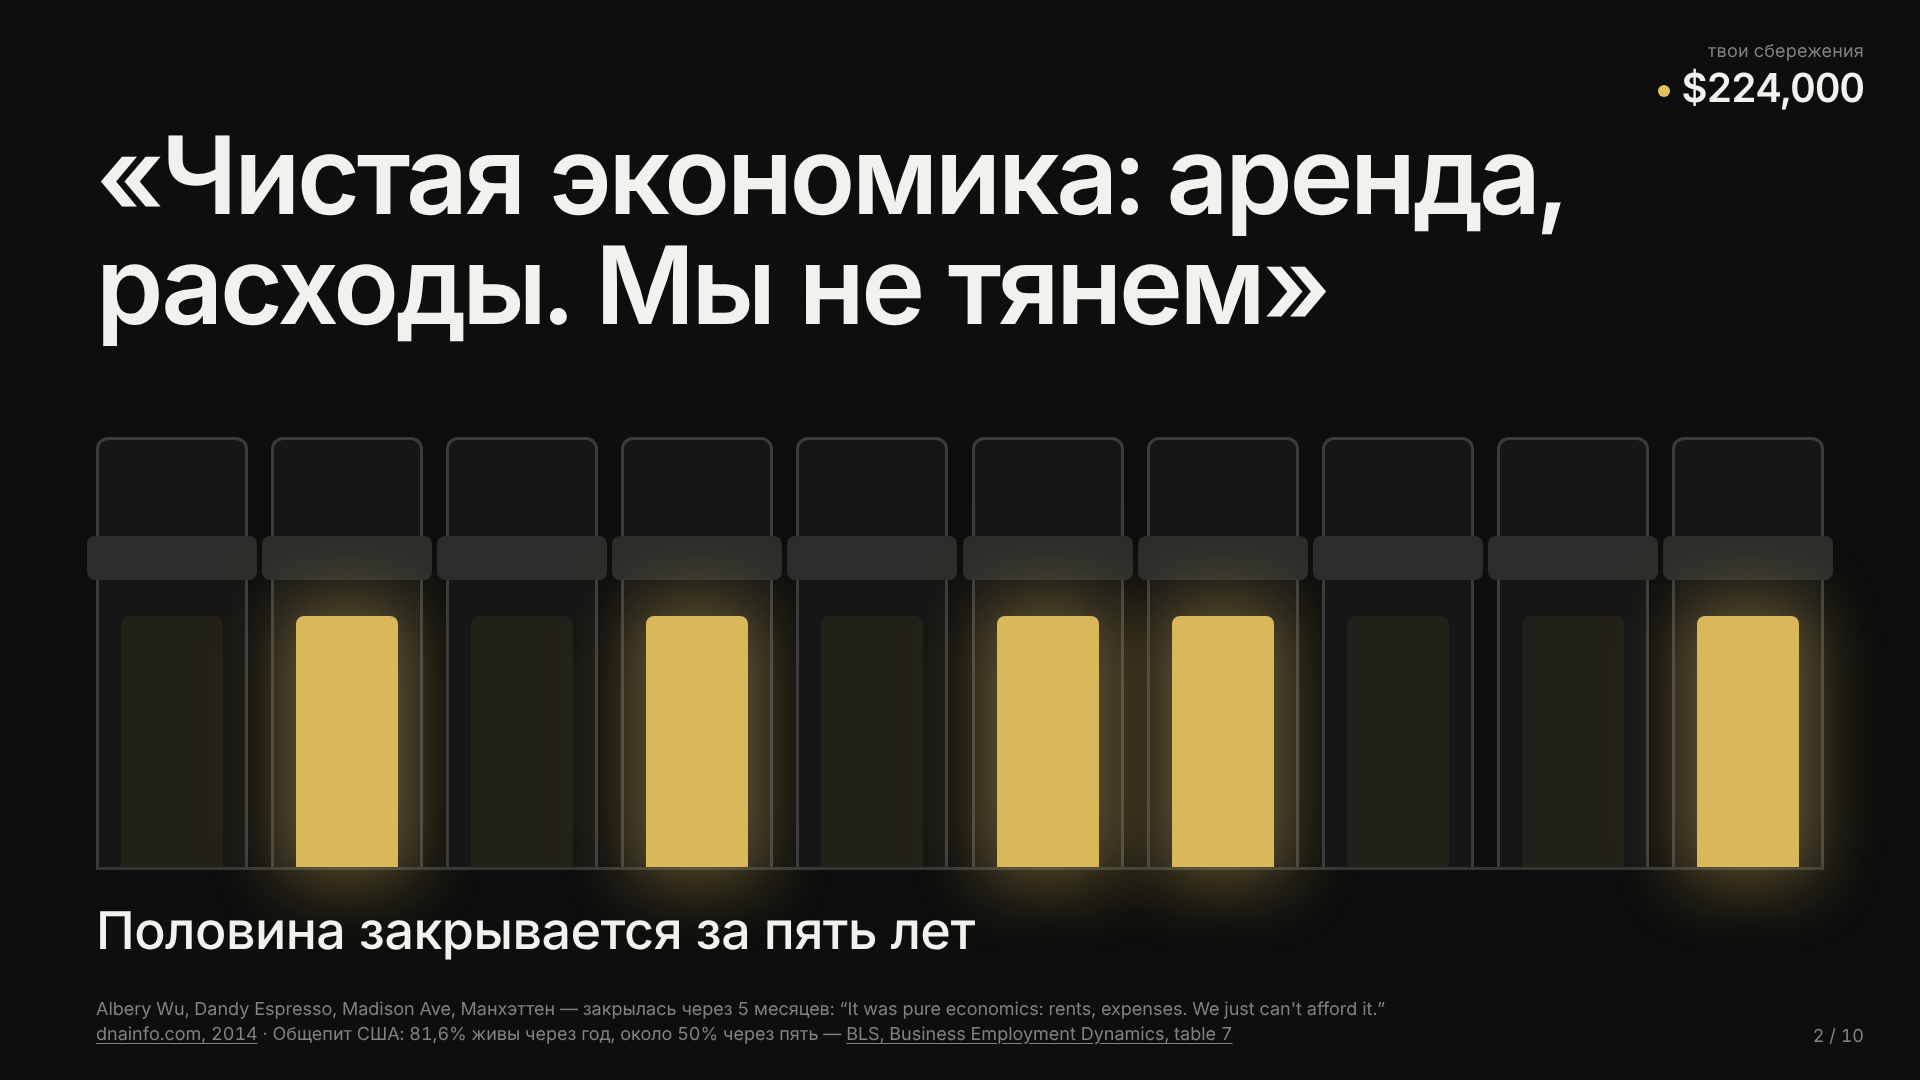 твои сбережения
$224,000
«Чистая экономика: аренда,
расходы. Мы не тянем»
Половина закрывается за пять лет
Albery Wu, Dandy Espresso, Madison Ave, Манхэттен — закрылась через 5 месяцев: “It was pure economics: rents, expenses. We just can't afford it.”
dnainfo.com, 2014 · Общепит США: 81,6% живы через год, около 50% через пять — BLS, Business Employment Dynamics, table 7
2 / 10